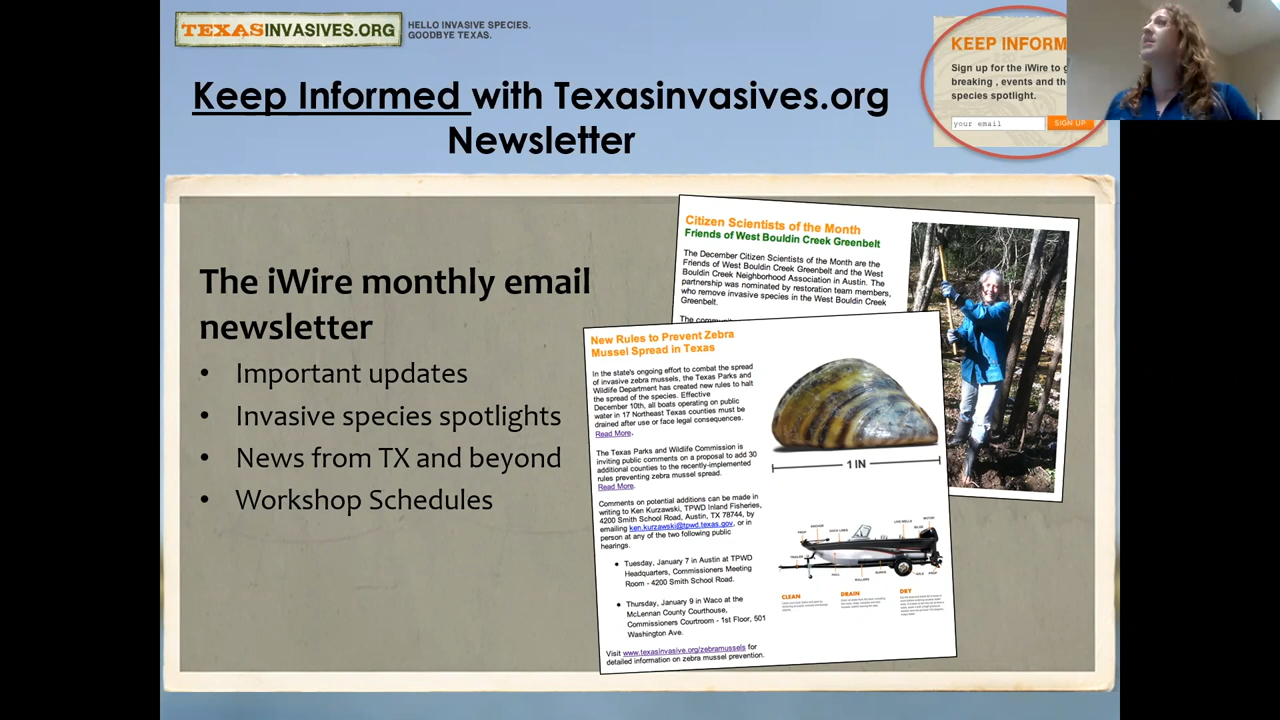 TEXASINVASIVES.ORG
HELLO INVASIVE SPECIES.
GOODBYE TEXAS.
KEEP INFORM
Sign up for the iWire to g
breaking , events and th
species spotlight.
your email
SIGN UP
Keep Informed with Texasinvasives.org
Newsletter
The iWire monthly email
newsletter
• Important updates
• Invasive species spotlights
• News from TX and beyond
• Workshop Schedules
Citizen Scientists of the Month
Friends of West Bouldin Creek Greenbelt
The December Citizen Scientists of the Month are the
Friends of West Bouldin Creek Greenbelt and the West
Bouldin Creek Neighborhood Association in Austin. The
partnership was nominated by restoration team members,
who remove invasive species in the West Bouldin Creek
Greenbelt.
The
New Rules to Prevent Zebra
Mussel Spread in Texas
In the state's ongoing effort to combat the spread
of invasive zebra mussels, the Texas Parks and
Wildlife Department has created new rules to halt
the spread of the species. Effective
December 10th, all boats operating on public
water in 17 Northeast Texas counties must be
drained after use or face legal consequences.
Read More.
The Texas Parks and Wildlife Commission is
inviting public comments on a proposal to add 30
additional counties to the recently-implemented
rules preventing zebra mussel spread.
Read More.
Comments on potential additions can be made in
writing to Ken Kurzawski, TPWD Inland Fisheries,
4200 Smith School Road, Austin, TX 78744, by
emailing ken.kurzawski@tpwd.texas.gov, or in
person at any of the two following public
hearings.
• Tuesday, January 7 in Austin at TPWD
Headquarters, Commissioners Meeting
Room - 4200 Smith School Road.
• Thursday, January 9 in Waco at the
McLennan County Courthouse,
Commissioners Courtroom - 1st Floor, 501
Washington Ave.
Visit www.texasinvasive.org/zebramussels for
detailed information on zebra mussel prevention.
1 IN
CLEAN
DRAIN
DRY